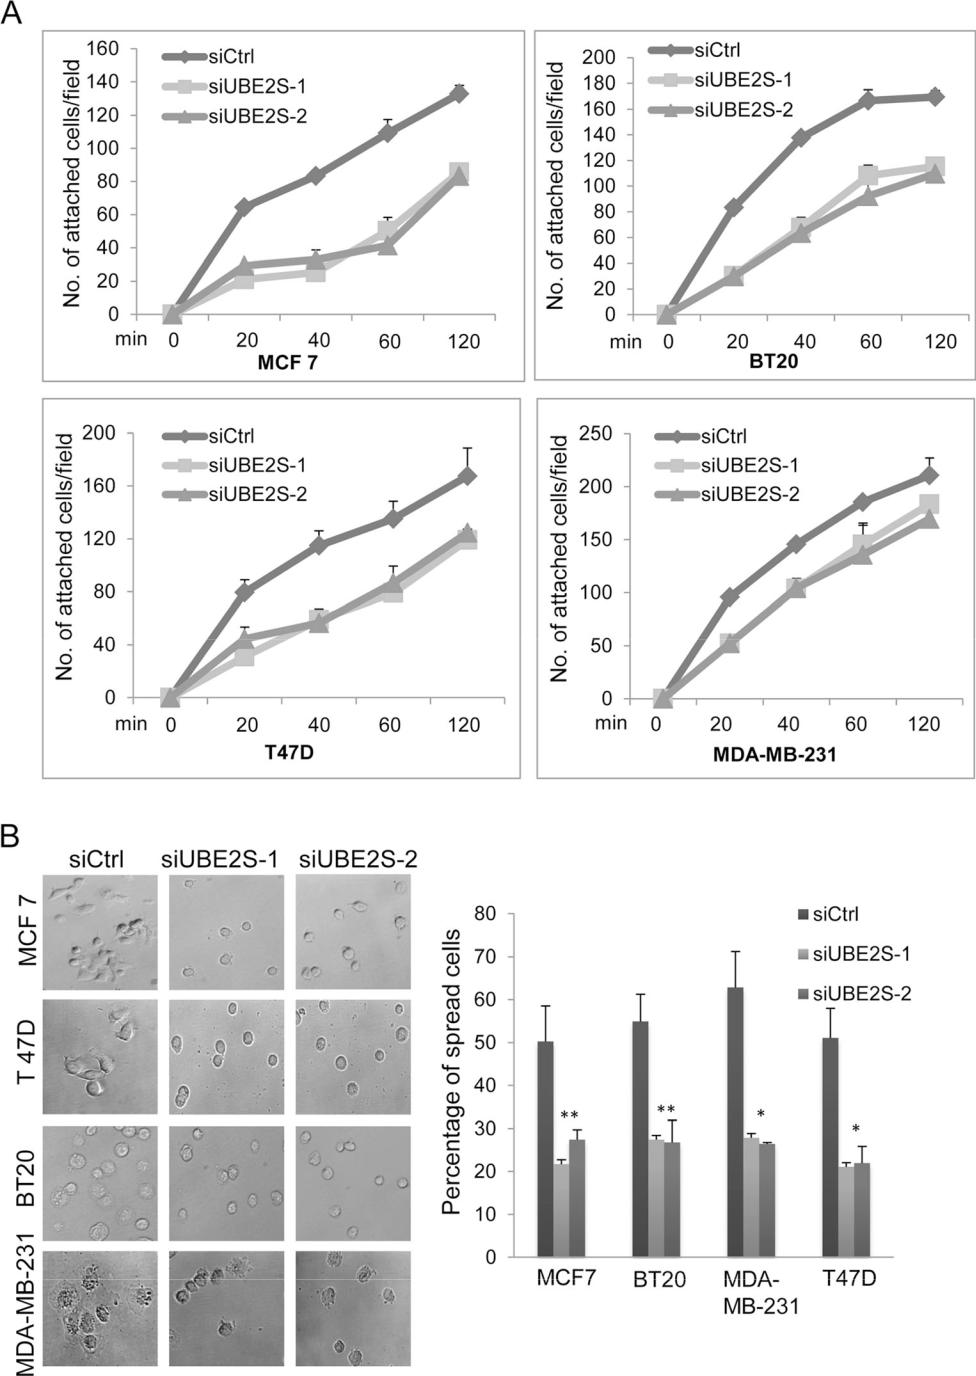 A
No. of attached cells/field
160
140
120
100
80
60
40
20
0
siCtrl
siUBE2S-1
siUBE2S-2
min 0 20 40 60 120
MCF 7
No. of attached cells/field
200
180
160
140
120
100
80
60
40
20
0
siCtrl
siUBE2S-1
siUBE2S-2
min 0 20 40 60 120
BT20
No. of attached cells/field
200
160
120
80
40
0
siCtrl
siUBE2S-1
siUBE2S-2
min 0 20 40 60 120
T47D
No. of attached cells/field
250
200
150
100
50
0
siCtrl
siUBE2S-1
siUBE2S-2
min 0 20 40 60 120
MDA-MB-231
B
siCtrl siUBE2S-1 siUBE2S-2
MCF 7
T 47D
BT20
MDA-MB-231
Percentage of spread cells
80
70
60
50
40
30
20
10
0
siCtrl
siUBE2S-1
siUBE2S-2
** ** * *
MCF7 BT20 MDA- T47D
MB-231